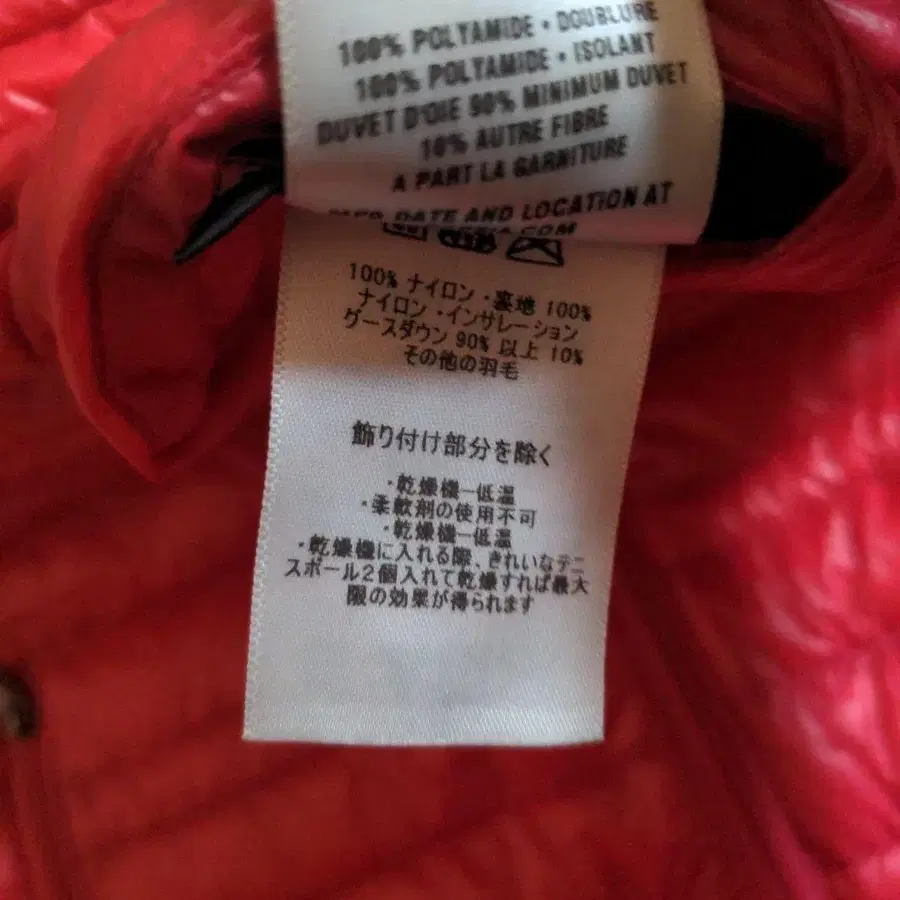 100% POLYAMIDE • DOUBLURE
100% POLYAMIDE • ISOLANT
DUVET D'OIE 90% MINIMUM DUVET
10% AUTRE FIBRE
A PART LA GARNITURE
DATE AND LOCATION AT
.COM
100% ナイロン・裏地 100%
ナイロン・インサレーション
グースダウン 90% 以上 10%
その他の羽毛
飾り付け部分を除く
・乾燥機ー低温
・柔軟剤の使用不可
・乾燥機ー低温
・乾燥機に入れる際、きれいなテニ
スボール2個入れて乾燥すれば最大
限の効果が得られます